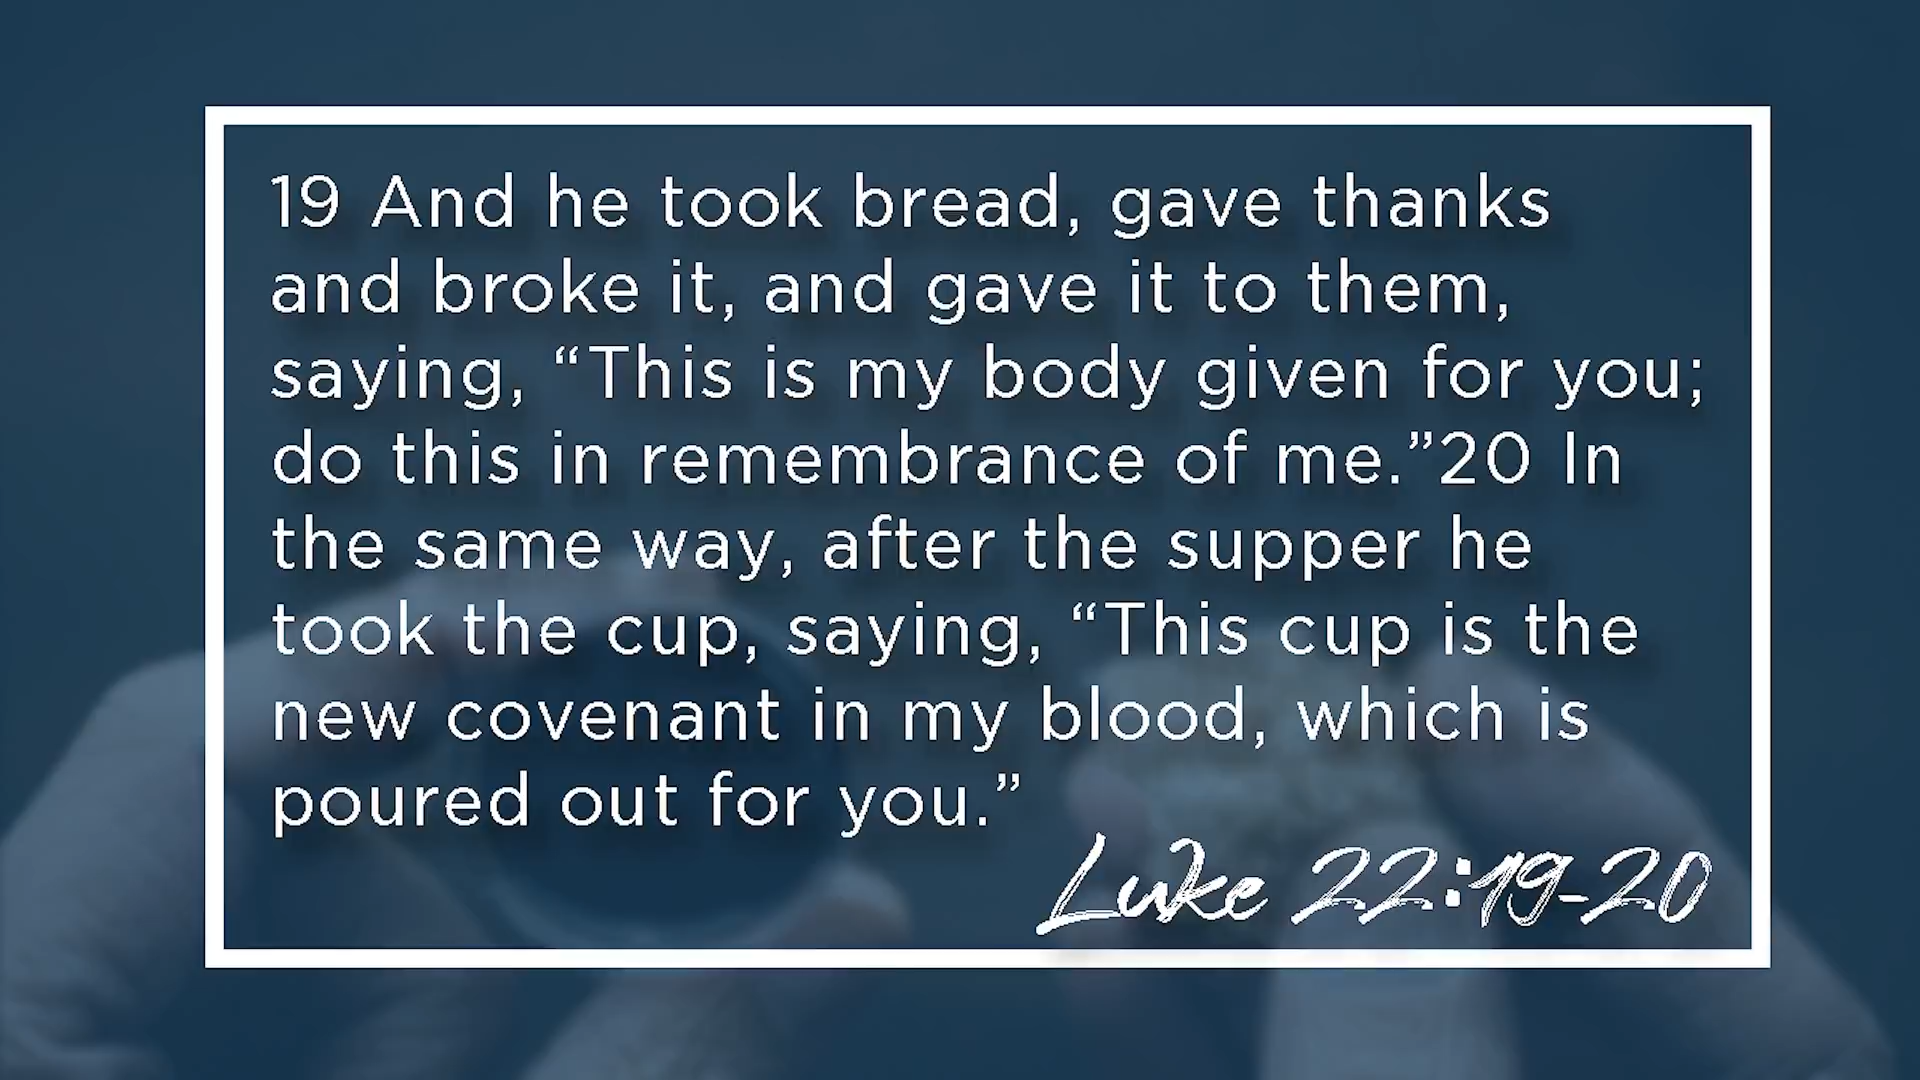 19 And he took bread, gave thanks
and broke it, and gave it to them,
saying, “This is my body given for you;
do this in remembrance of me.”20 In
the same way, after the supper he
took the cup, saying, “This cup is the
new covenant in my blood, which is
poured out for you.”
Luke 22:19-20